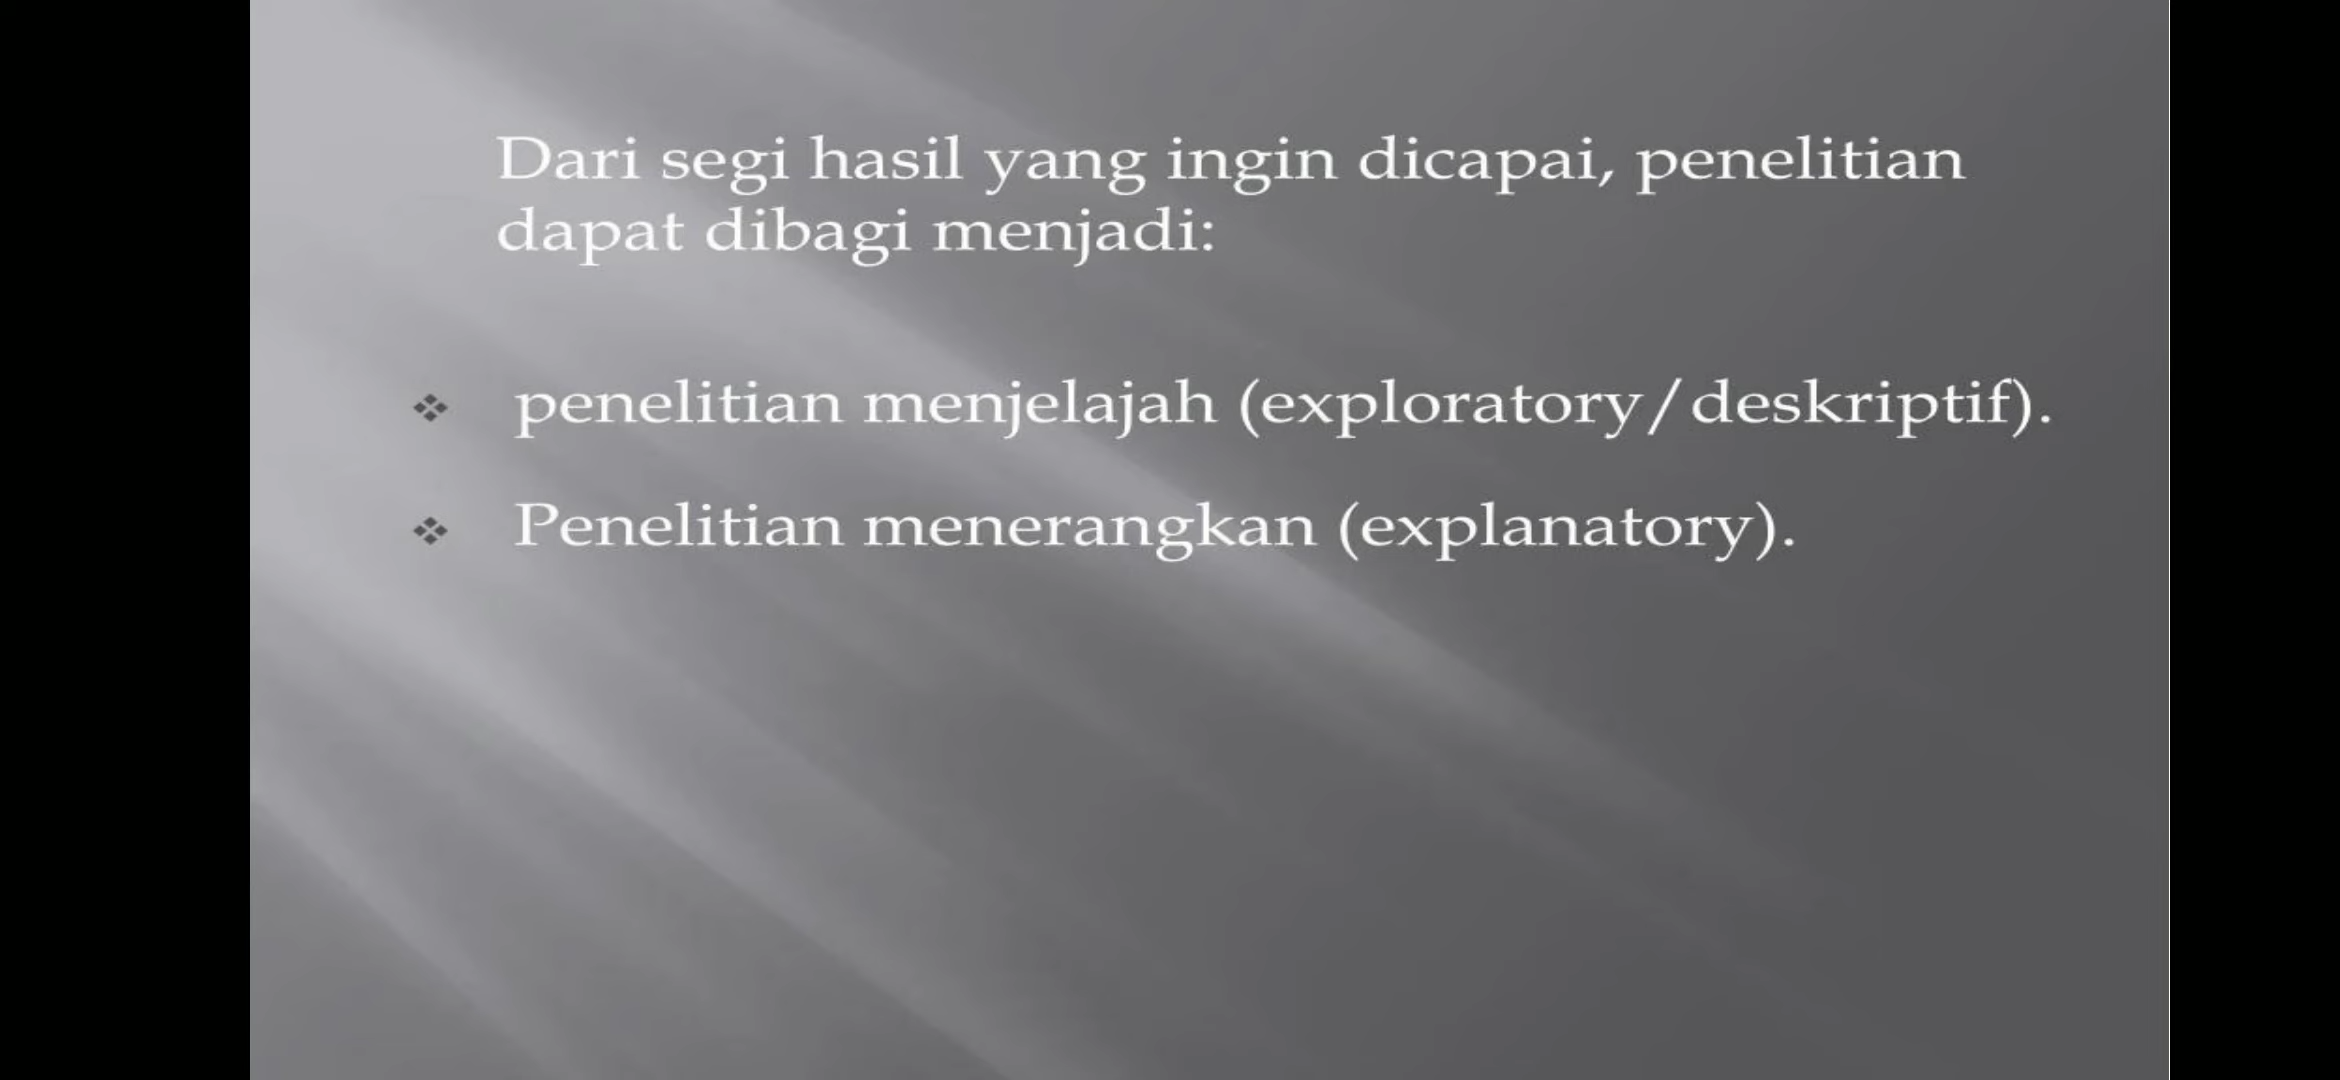 Dari segi hasil yang ingin dicapai, penelitian
dapat dibagi menjadi:
❖ penelitian menjelajah (exploratory/deskriptif).
❖ Penelitian menerangkan (explanatory).